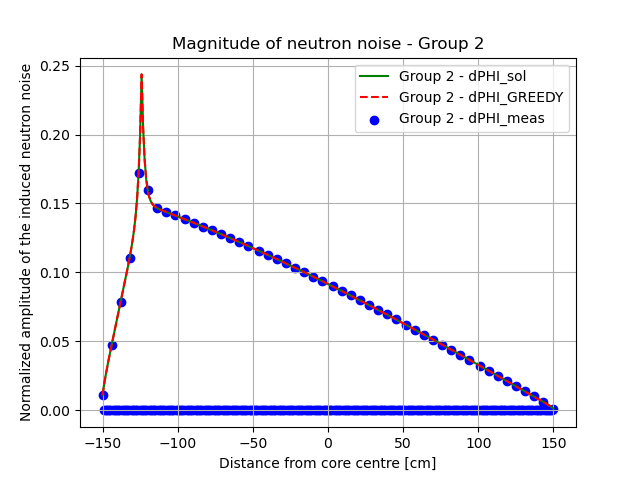 Magnitude of neutron noise - Group 2
Group 2 - dPHI_sol
Group 2 - dPHI_GREEDY
Group 2 - dPHI_meas
Normalized amplitude of the induced neutron noise
0.25
0.20
0.15
0.10
0.05
0.00
−150 −100 −50 0 50 100 150
Distance from core centre [cm]